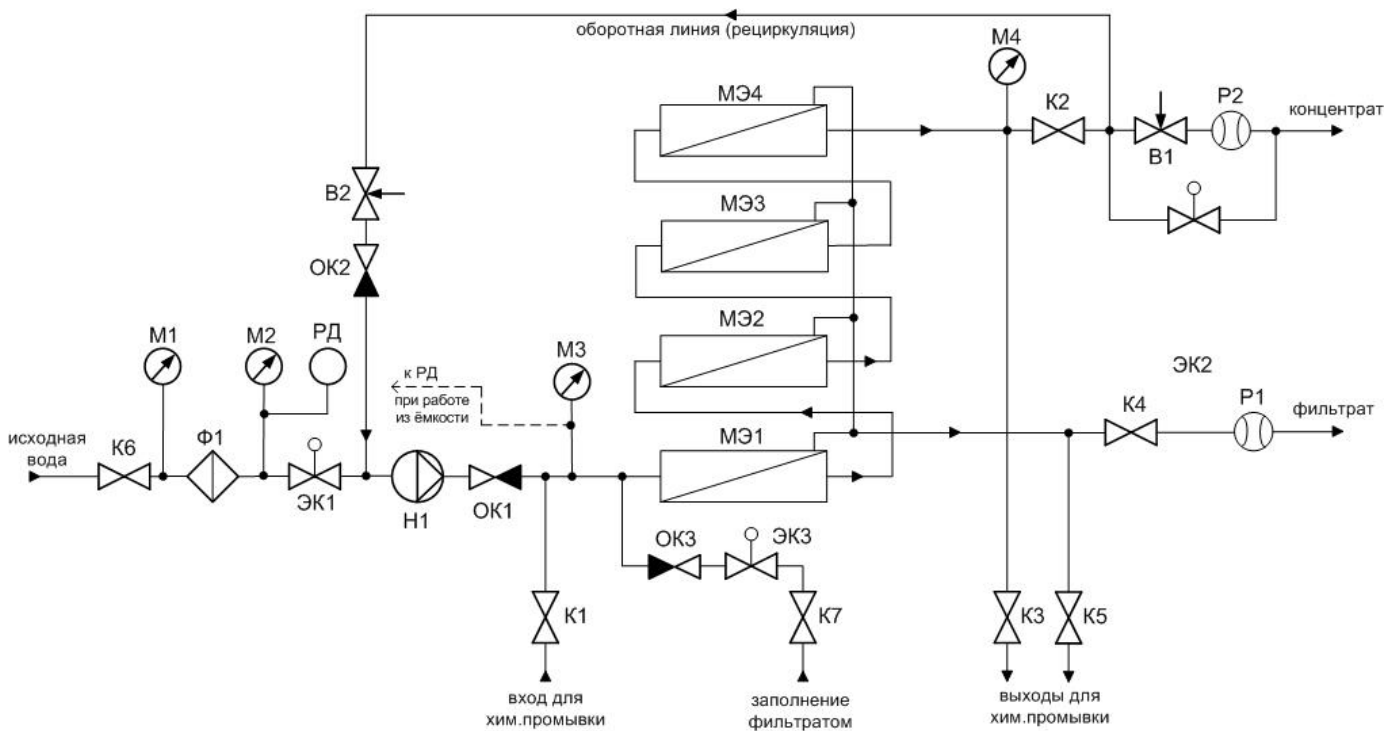 оборотная линия (рециркуляция)
М4
МЭ4
К2
Р2
концентрат
В1
В2
МЭ3
ОК2
МЭ2
М1
М2
РД
М3
к РД
при работе
из ёмкости
ЭК2
К4
Р1
фильтрат
исходная
вода
К6
Ф1
ЭК1
Н1
ОК1
МЭ1
ОК3
ЭК3
К1
К7
К3
К5
вход для
хим.промывки
заполнение
фильтратом
выходы для
хим.промывки